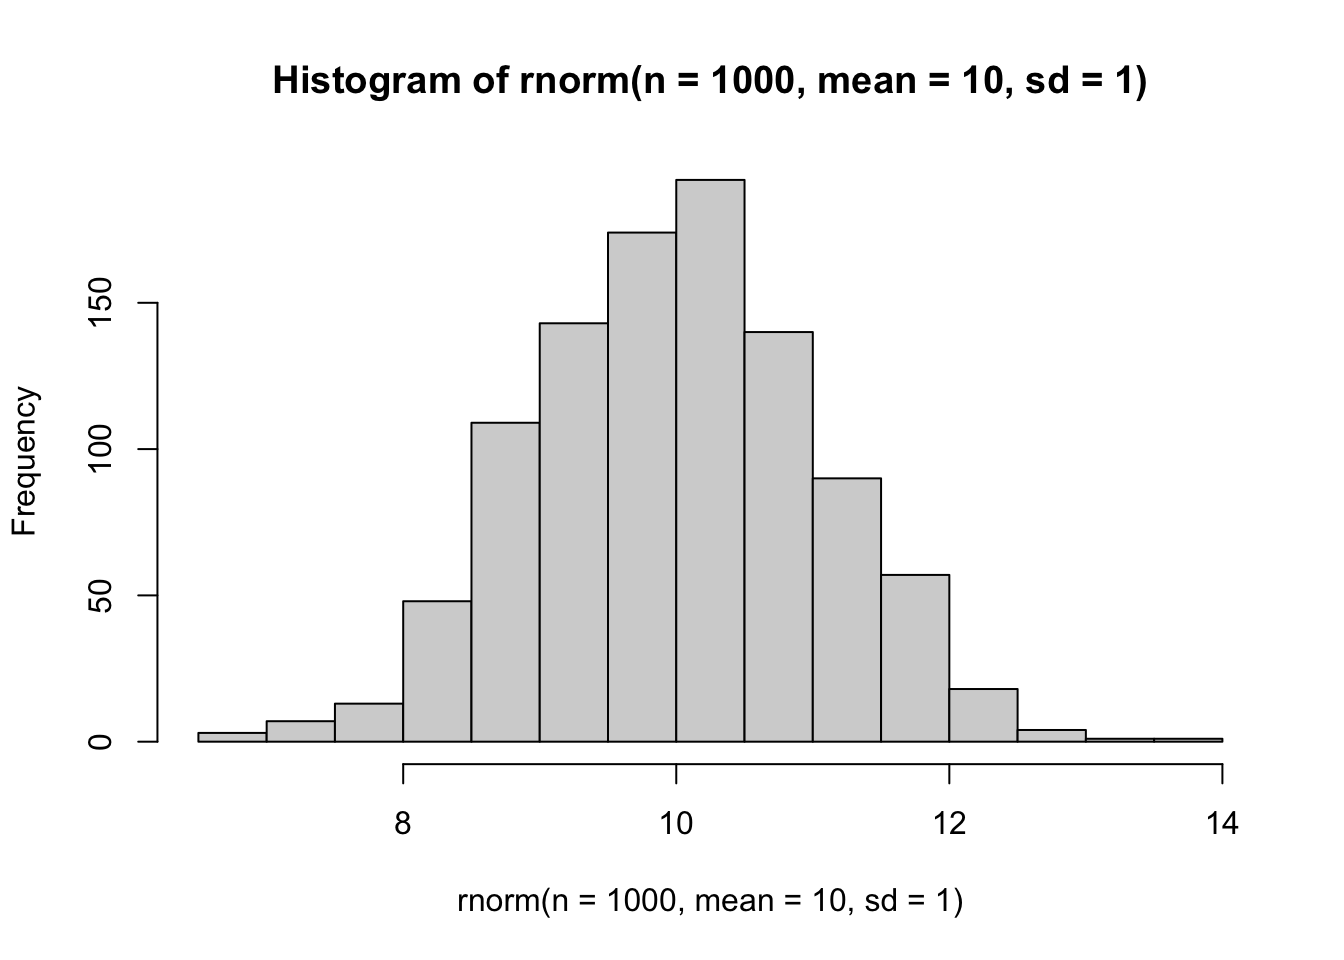 Histogram of rnorm(n = 1000, mean = 10, sd = 1)
Frequency
150
100
50
0
8 10 12 14
rnorm(n = 1000, mean = 10, sd = 1)